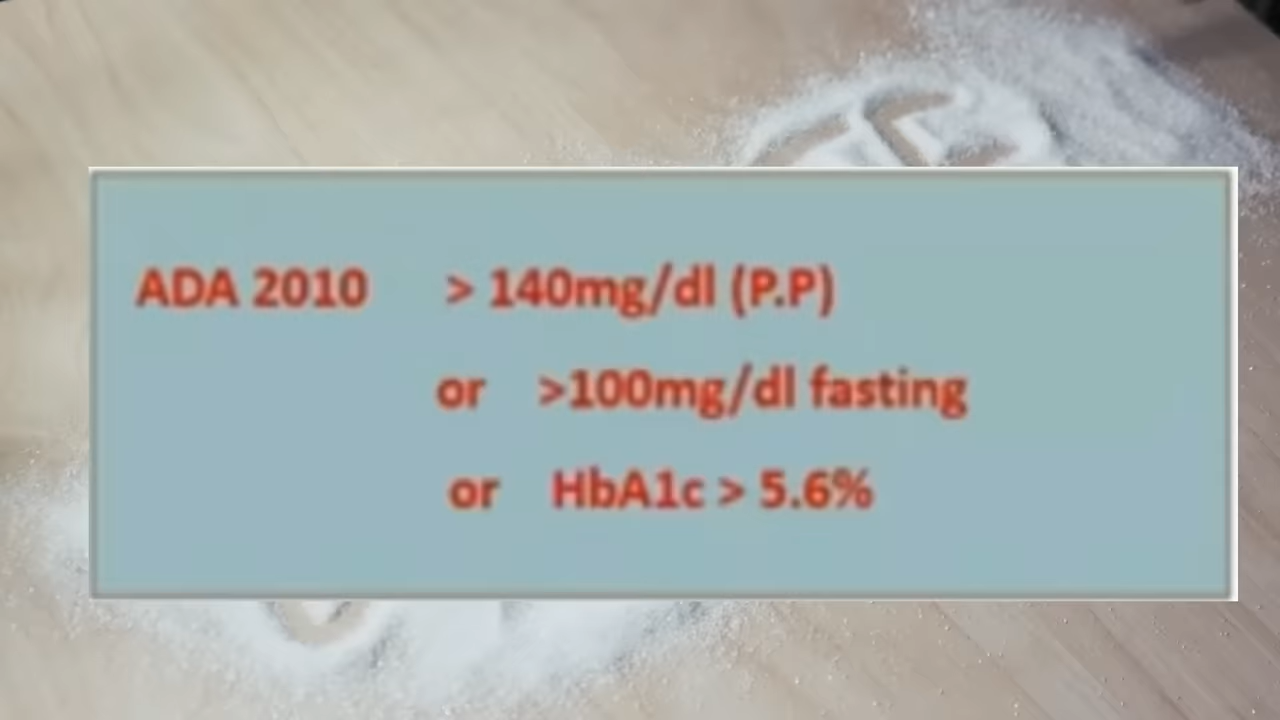 ADA 2010 > 140mg/dl (P.P)
or >100mg/dl fasting
or HbA1c > 5.6%